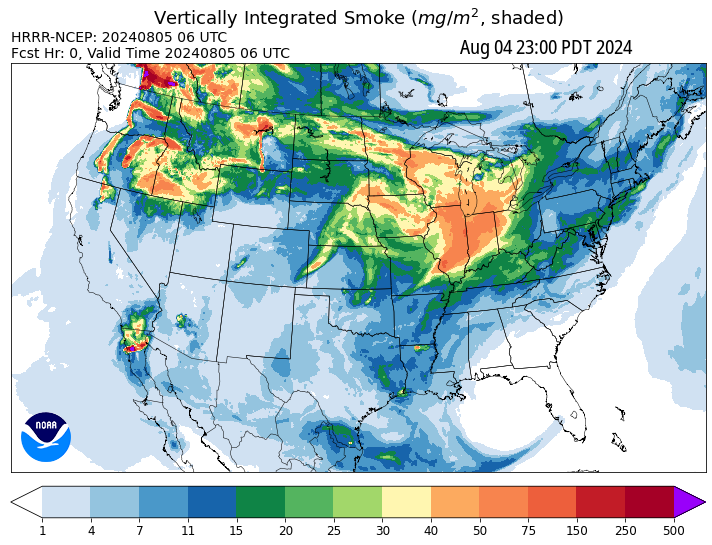 Vertically Integrated Smoke (mg/m², shaded)
HRRR-NCEP: 20240805 06 UTC
Fcst Hr: 0, Valid Time 20240805 06 UTC
Aug 04 23:00 PDT 2024
NOAA
1 4 7 11 15 20 25 30 40 50 75 150 250 500